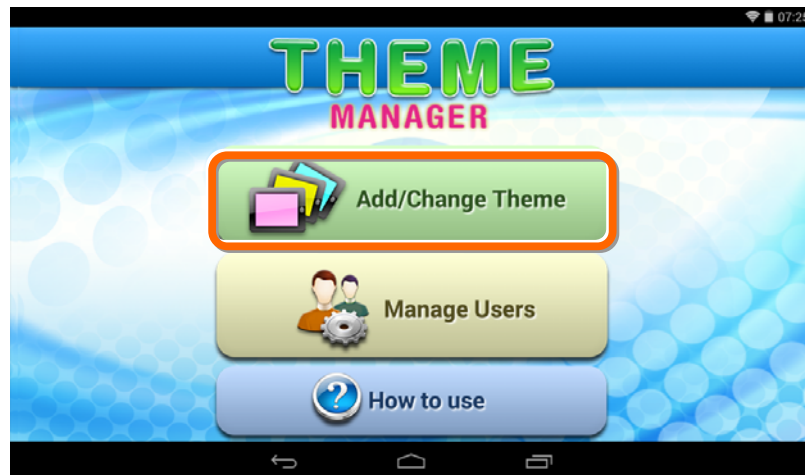 07:25
THEME
MANAGER
Add/Change Theme
Manage Users
? How to use